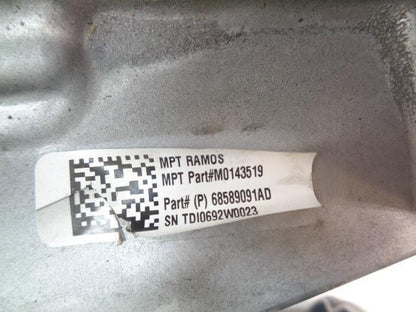 MPT RAMOS
MPT Part#M0143519
Part# (P) 68589091AD
SN TDI0692W0023